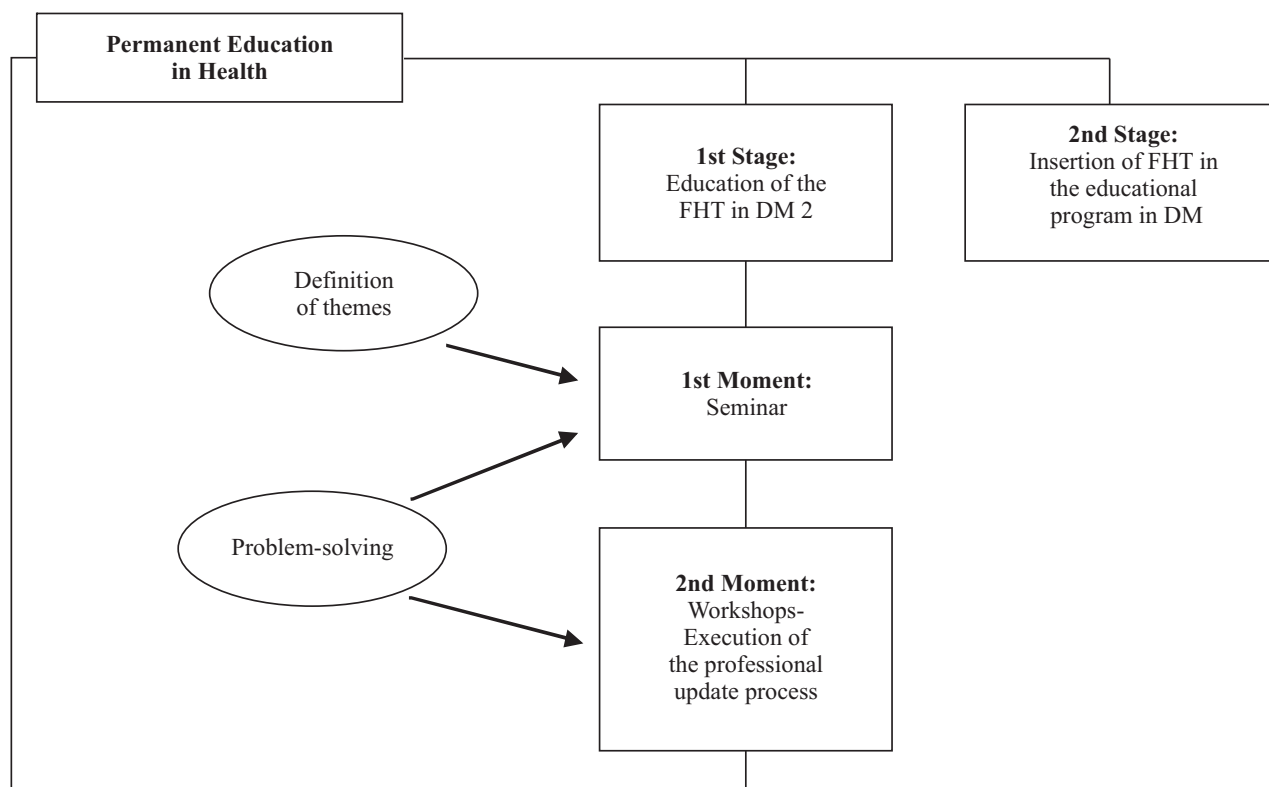 Permanent Education
in Health
1st Stage:
Education of the
FHT in DM 2
2nd Stage:
Insertion of FHT in
the educational
program in DM
Definition
of themes
1st Moment:
Seminar
Problem-solving
2nd Moment:
Workshops-
Execution of
the professional
update process